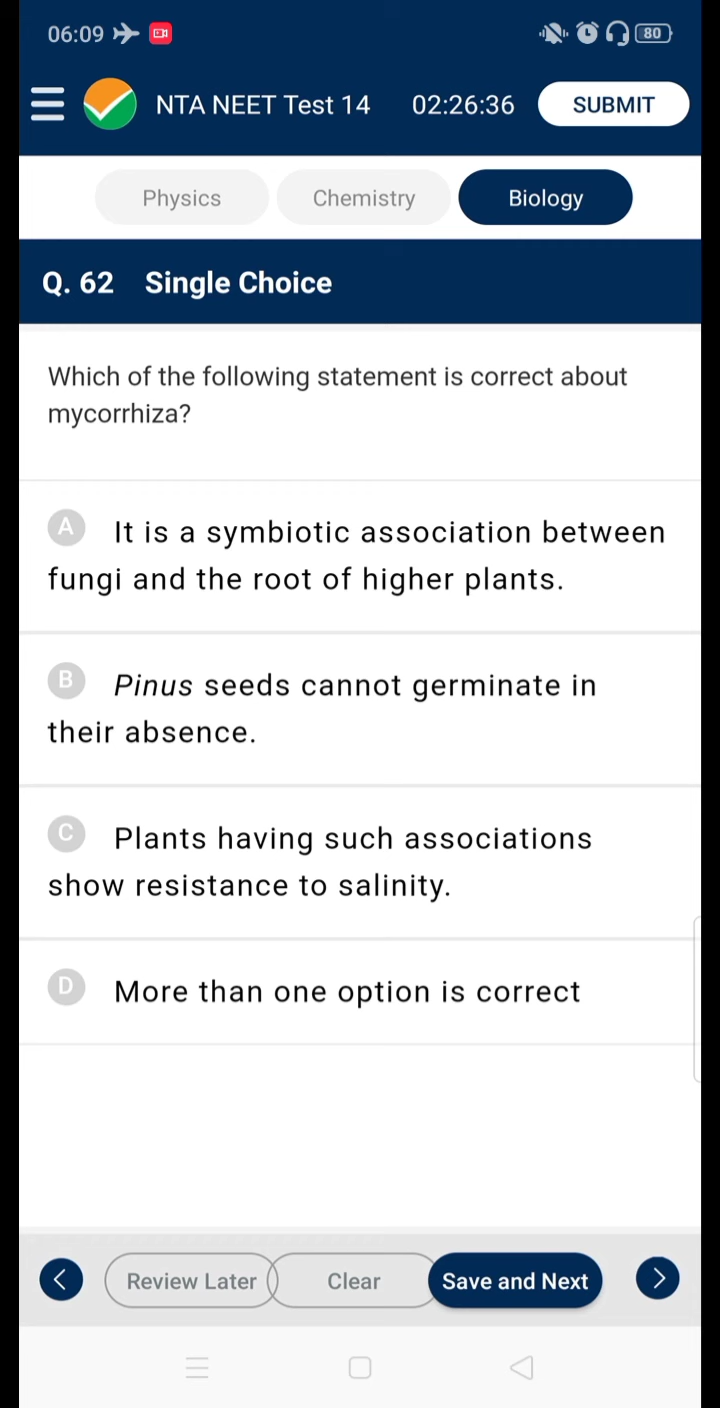 06:09
80
NTA NEET Test 14 02:26:36 SUBMIT
Physics Chemistry Biology
Q. 62 Single Choice
Which of the following statement is correct about
mycorrhiza?
A It is a symbiotic association between
fungi and the root of higher plants.
B Pinus seeds cannot germinate in
their absence.
C Plants having such associations
show resistance to salinity.
D More than one option is correct
Review Later Clear Save and Next